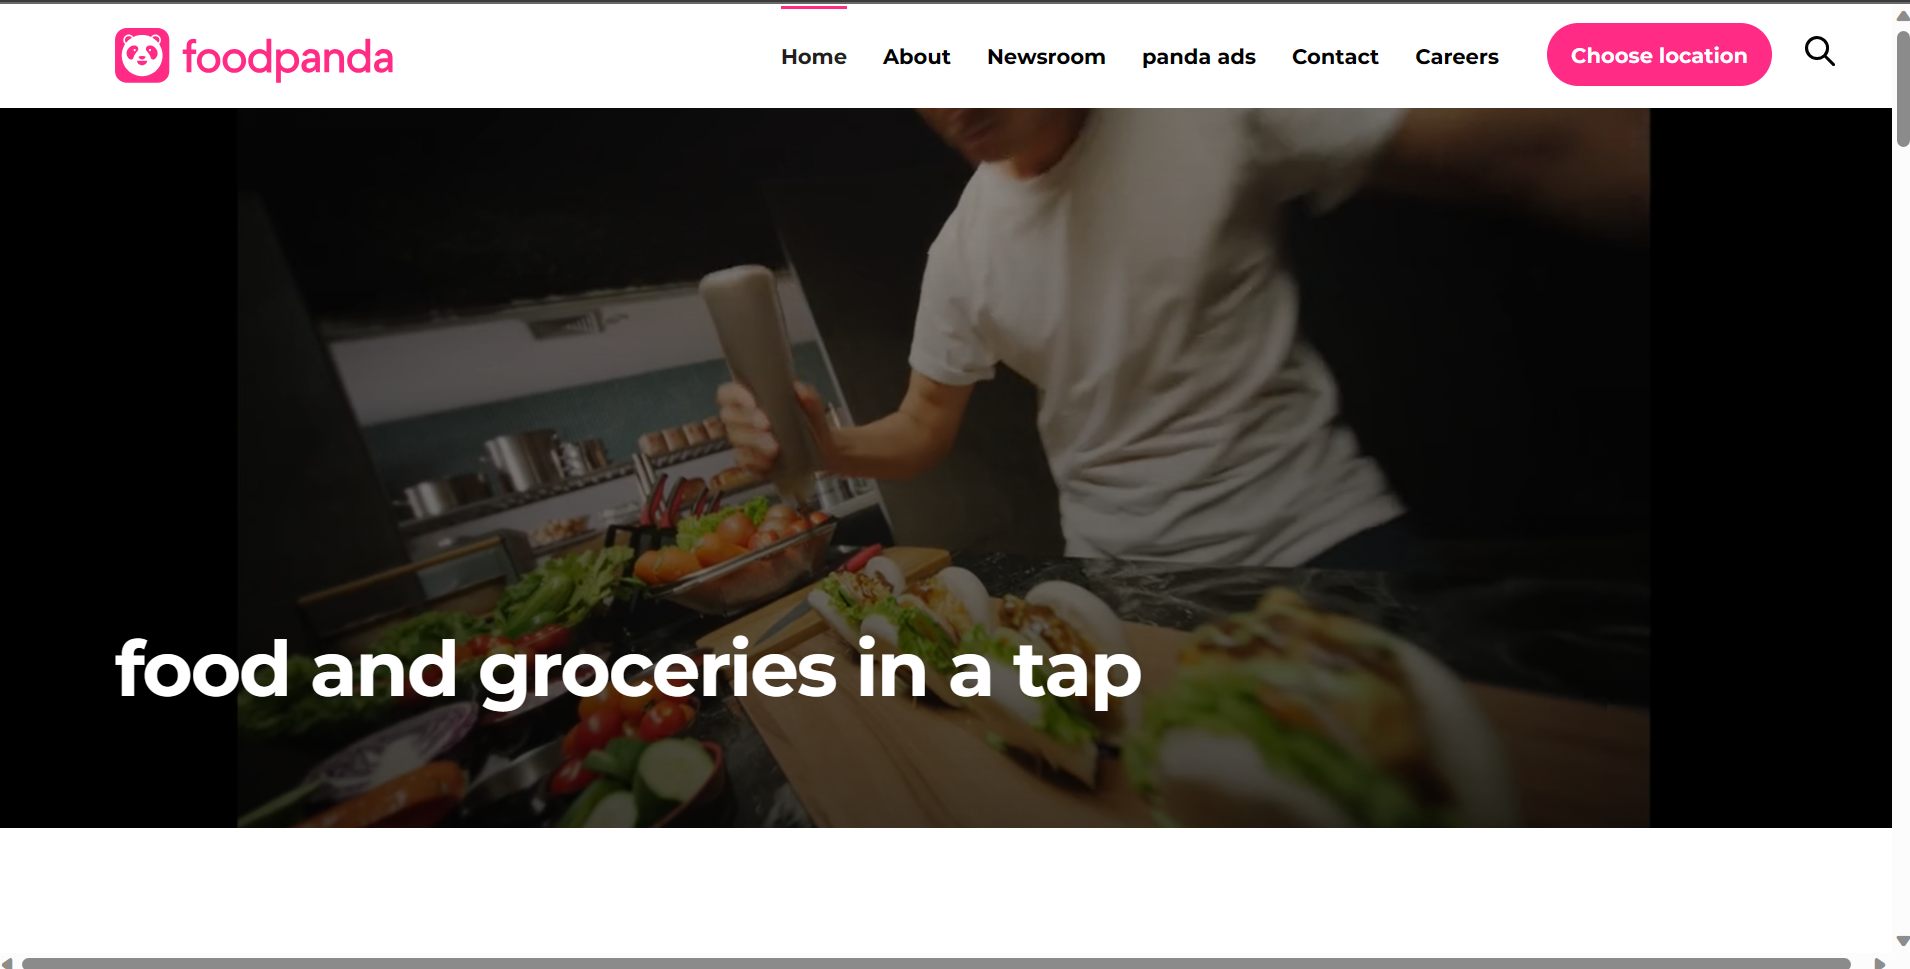 foodpanda
Home About Newsroom panda ads Contact Careers Choose location
food and groceries in a tap